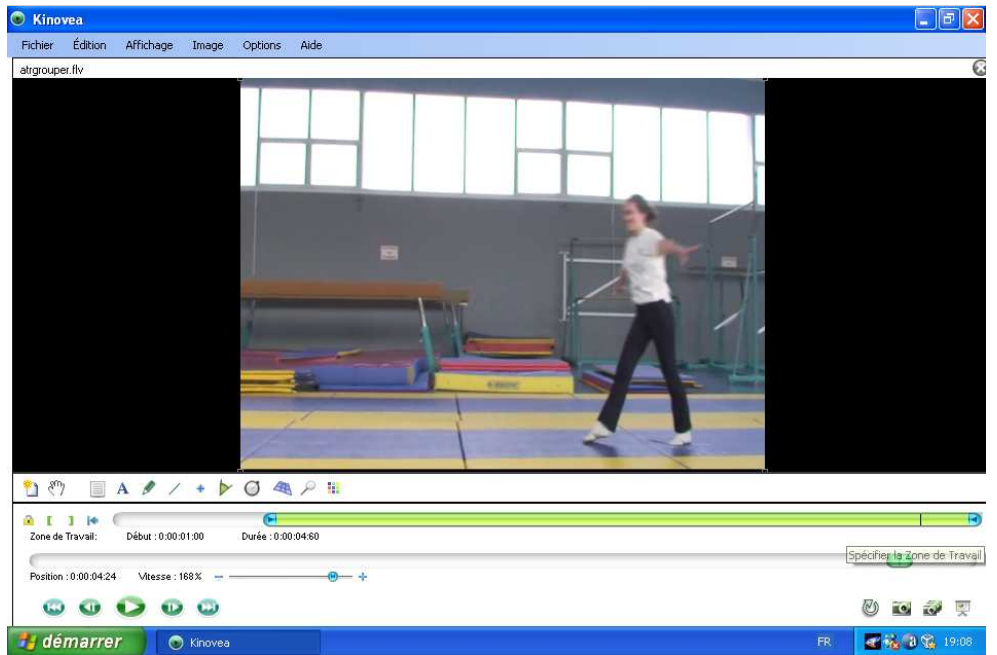 Kinovea
Fichier Édition Affichage Image Options Aide
atrgrouper.flv
Zone de Travail: Début : 0:00:01:00 Durée : 0:00:04:60
Spécifier la Zone de Travail
Position : 0:00:04:24 Vitesse : 168%
démarrer Kinovea FR 19:08